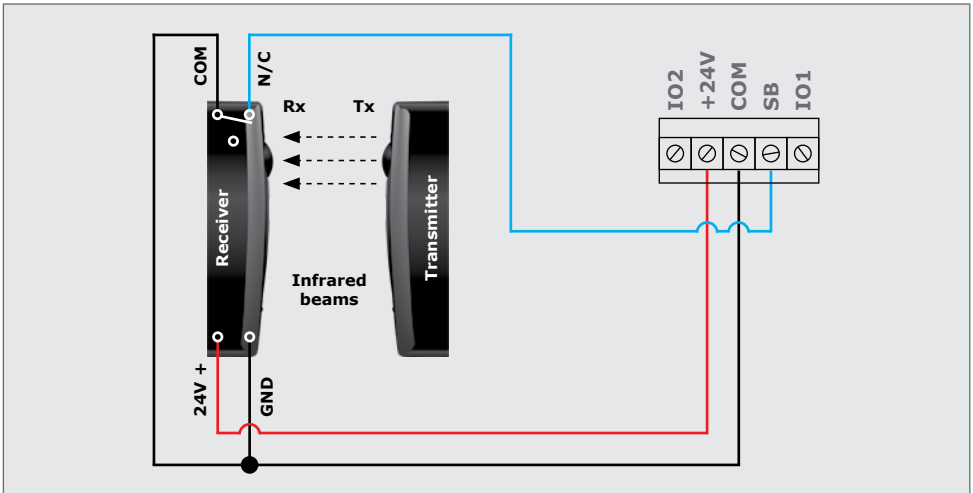 COM
N/C
Rx
Tx
IO2
+24V
COM
SB
IO1
Receiver
Transmitter
Infrared
beams
24V +
GND